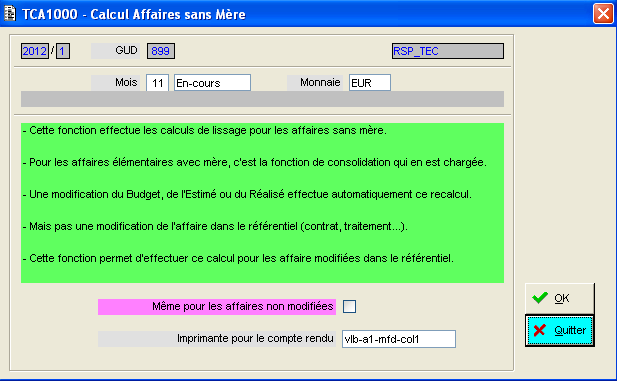 TCA1000 - Calcul Affaires sans Mère
2012 / 1 GUD 899 RSP_TEC
Mois 11 En-cours Monnaie EUR
- Cette fonction effectue les calculs de lissage pour les affaires sans mère.
- Pour les affaires élémentaires avec mère, c'est la fonction de consolidation qui en est chargée.
- Une modification du Budget, de l'Estimé ou du Réalisé effectue automatiquement ce recalcul.
- Mais pas une modification de l'affaire dans le référentiel (contrat, traitement...).
- Cette fonction permet d'effectuer ce calcul pour les affaire modifiées dans le référentiel.
Même pour les affaires non modifiées
OK
Imprimante pour le compte rendu vlb-a1-mfd-col1
Quitter